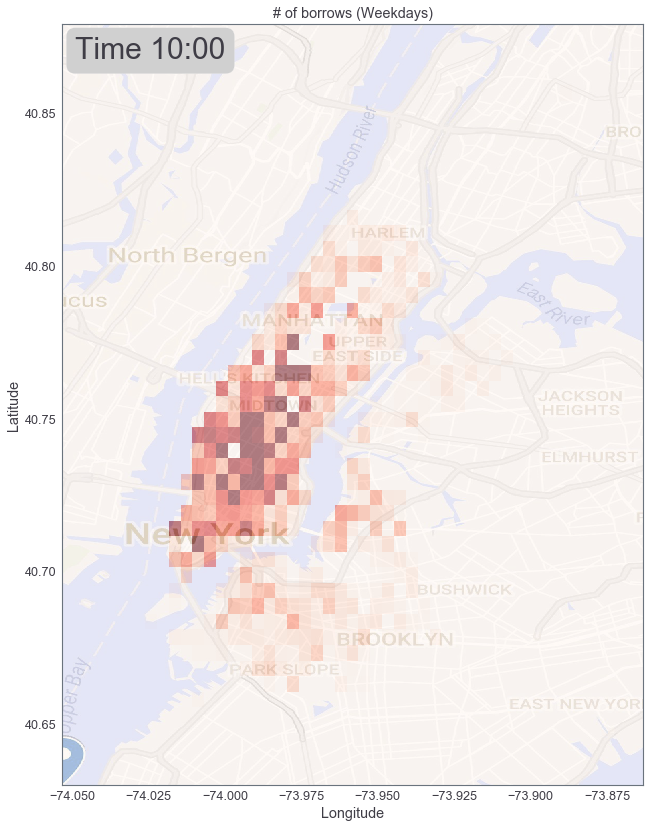 # of borrows (Weekdays)
Time 10:00
40.85
Hudson River
BRO
HARLEM
40.80
North Bergen
UCUS
East River
MANHATTAN
UPPER
EAST SIDE
HELL'S KITCHEN
JACKSON
HEIGHTS
MIDTOWN
40.75
ELMHURST
New York
40.70
BUSHWICK
BROOKLYN
PARK SLOPE
EAST NEW YOR
Upper Bay
40.65
Latitude
−74.050 −74.025 −74.000 −73.975 −73.950 −73.925 −73.900 −73.875
Longitude